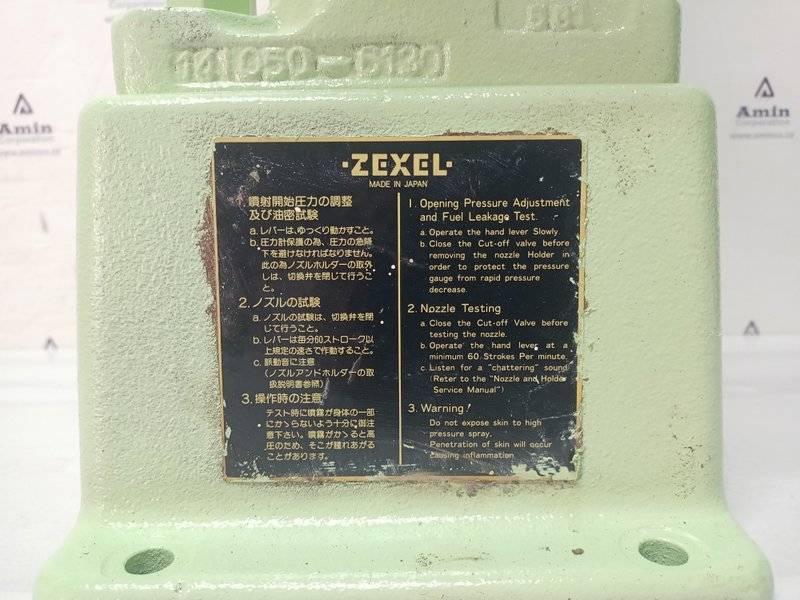 141050-6130
581
Amin
Corporation
Amin
Corporation
·ZEXEL·
MADE IN JAPAN
1. 噴射開始圧力の調整
及び油密試験
a. レバーは、ゆっくり動かすこと。
b. 圧力計保護の為、圧力の急降
下を避けなければなりません。
此の為ノズルホルダーの取外
しは、切換弁を閉じて行うこ
と。
2. ノズルの試験
a. ノズルの試験は、切換弁を閉
じて行うこと。
b. レバーは毎分60ストローク以
上規定の速さで作動すること。
c. 鼓動音に注意
(ノズルアンドホルダーの取
扱説明書参照)
3. 操作時の注意
テスト時に噴霧が身体の一部
にかゝらないよう十分に御注
意下さい。噴霧がかゝると高
圧のため、そこが腫れあがる
ことがあります。
1. Opening Pressure Adjustment
and Fuel Leakage Test.
a. Operate the hand lever Slowly.
b. Close the Cut-off valve before
removing the nozzle Holder in
order to protect the pressure
gauge from rapid pressure
decrease.
2. Nozzle Testing
a. Close the Cut-off Valve before
testing the nozzle.
b. Operate the hand lever at a
minimum 60 Strokes Per minute.
c. Listen for a "chattering" sound
(Reter to the "Nozzle and Holder
Service Manual")
3. Warning!
Do not expose skin to high
pressure spray.
Penetration of skin will occur
causing inflammation